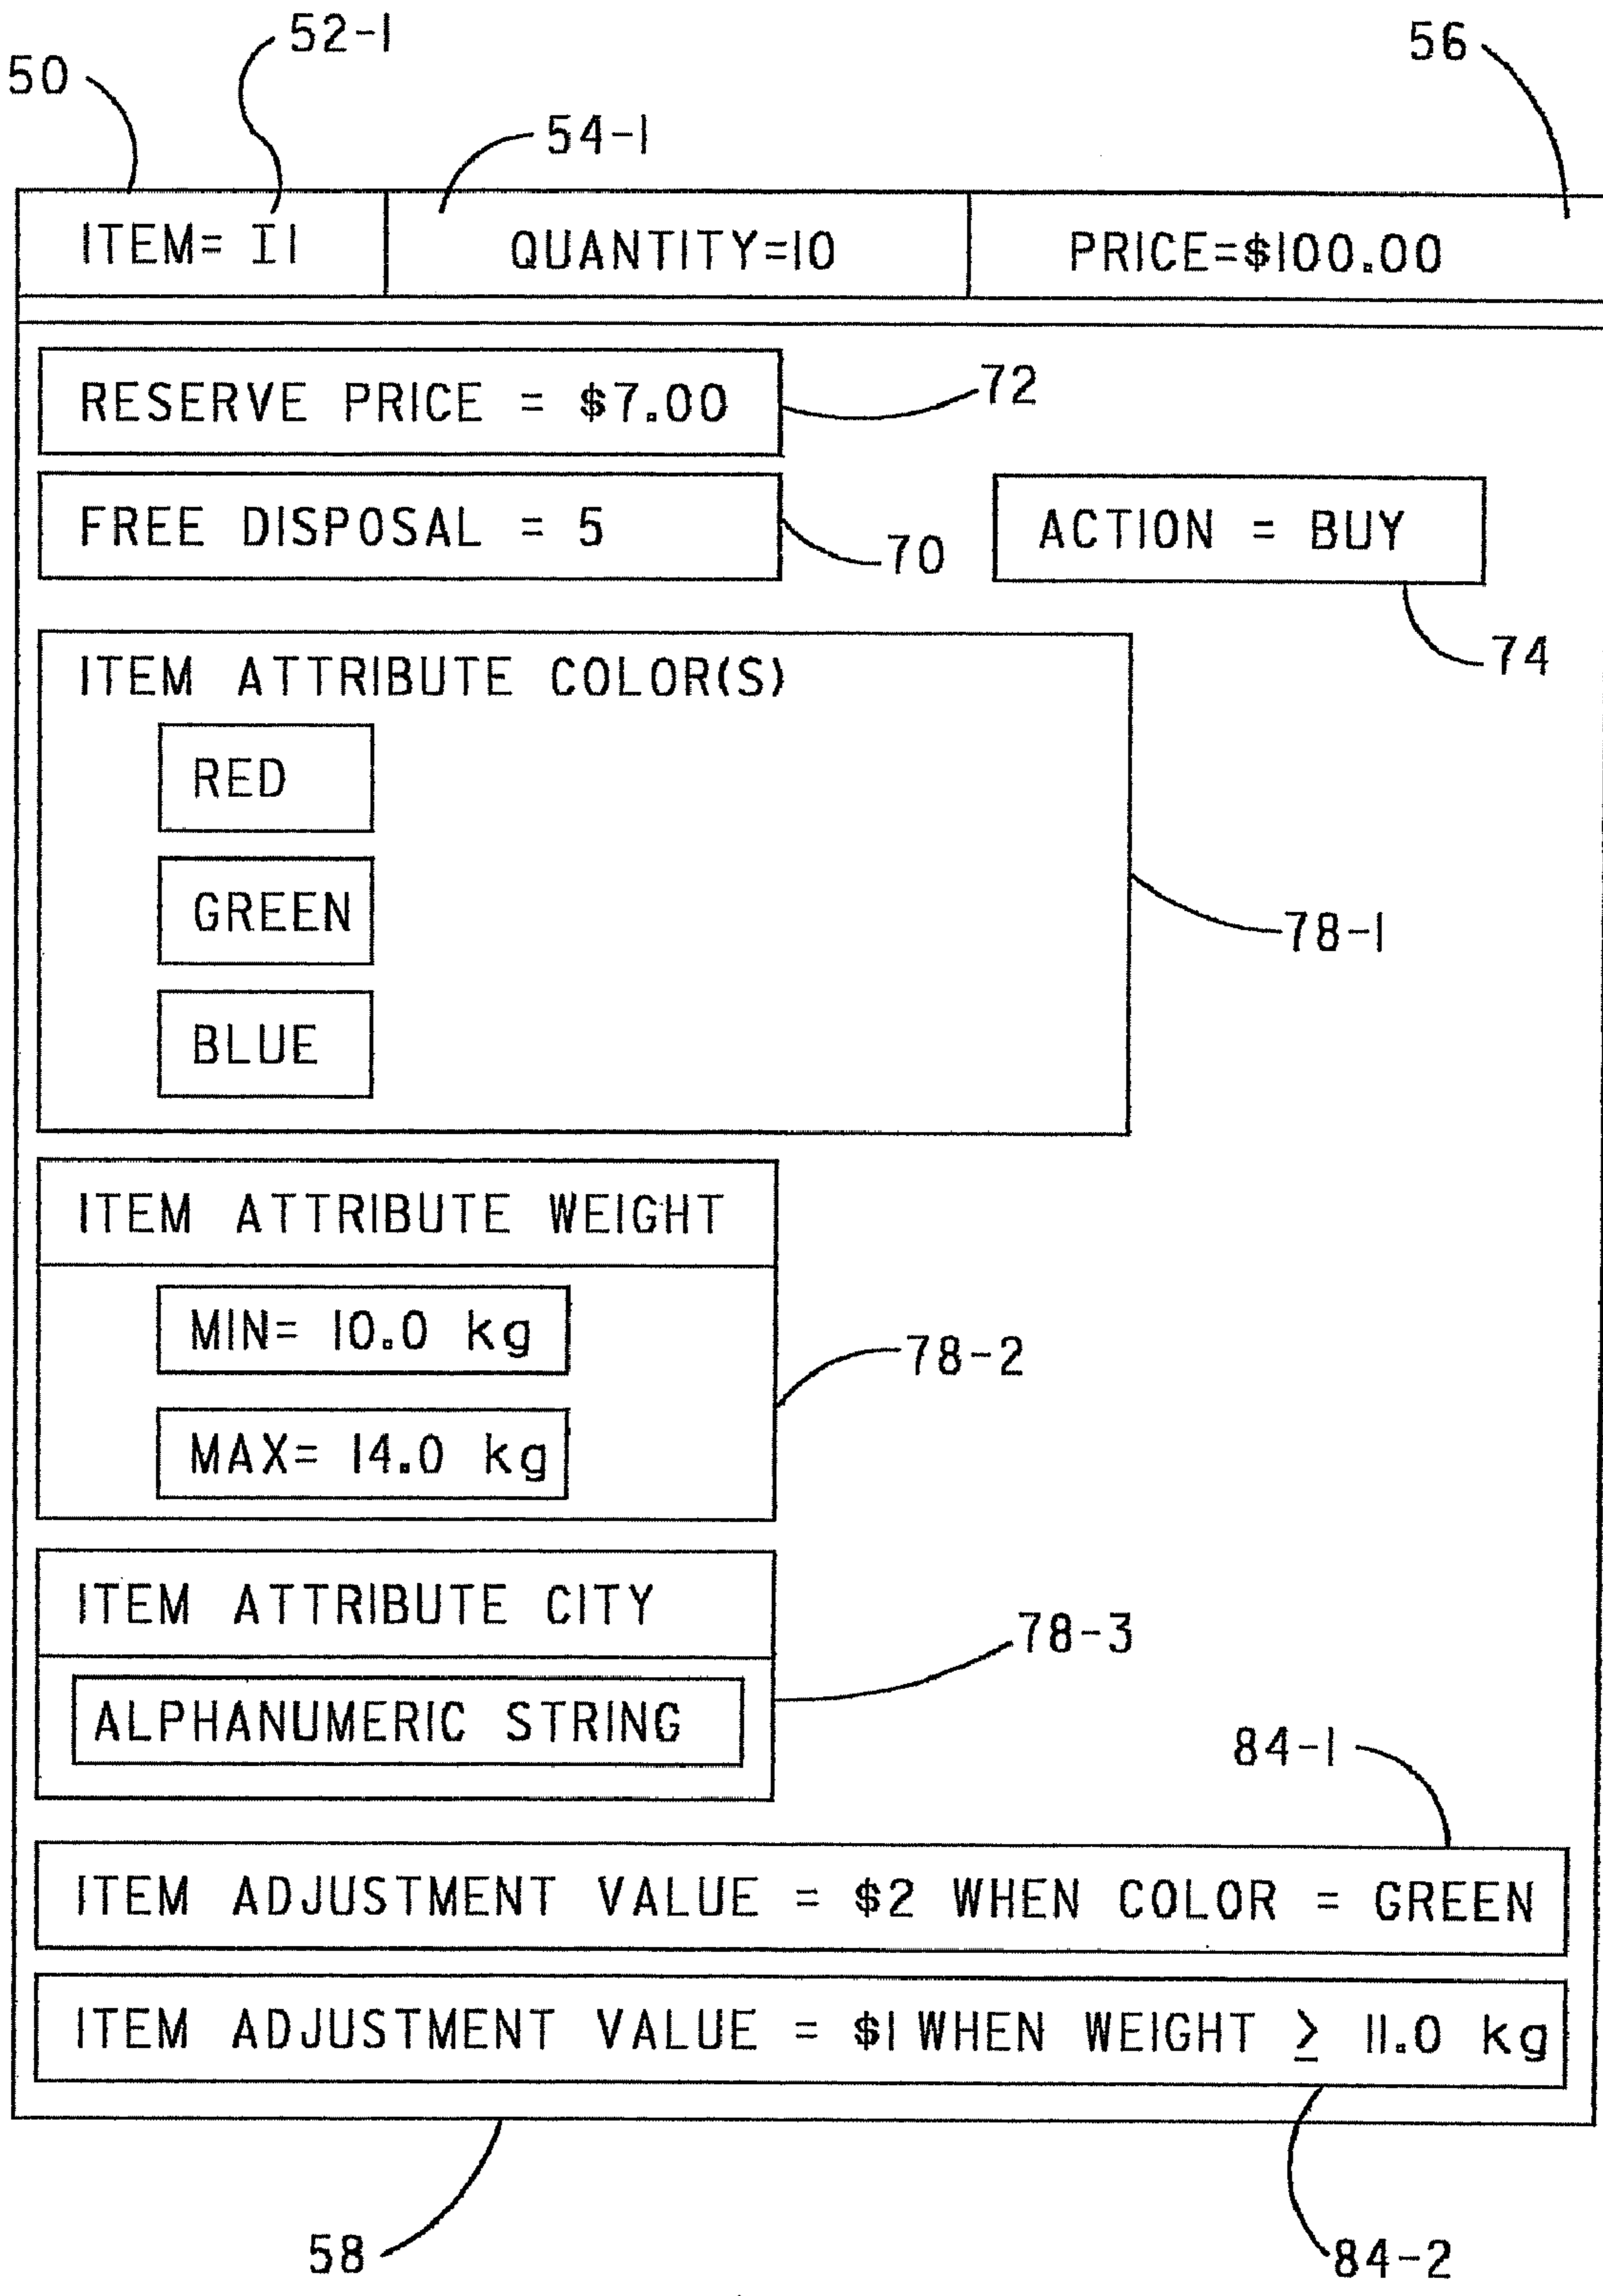 52-1
56
50
54-1
ITEM= I1
QUANTITY=10
PRICE=$100.00
RESERVE PRICE = $7.00
72
FREE DISPOSAL = 5
70
ACTION = BUY
74
ITEM ATTRIBUTE COLOR(S)
RED
GREEN
78-1
BLUE
ITEM ATTRIBUTE WEIGHT
MIN= 10.0 kg
78-2
MAX= 14.0 kg
ITEM ATTRIBUTE CITY
78-3
ALPHANUMERIC STRING
84-1
ITEM ADJUSTMENT VALUE = $2 WHEN COLOR = GREEN
ITEM ADJUSTMENT VALUE = $1 WHEN WEIGHT ≥ 11.0 kg
58
84-2